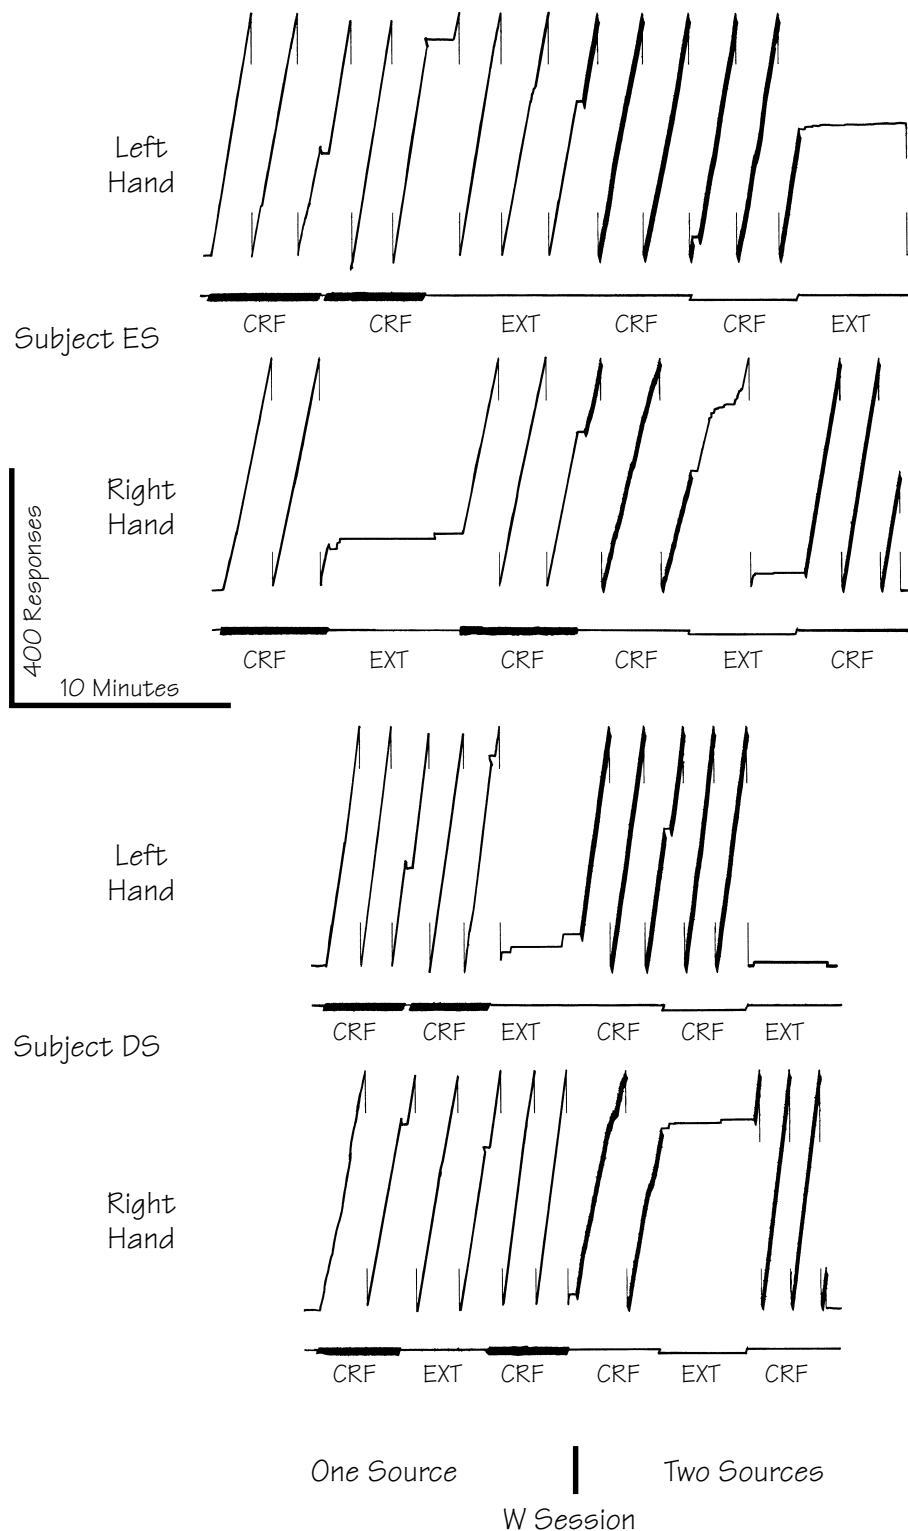 Left
Hand
CRF CRF EXT CRF CRF EXT
Subject ES
Right
Hand
400 Responses
10 Minutes
CRF EXT CRF CRF EXT CRF
Left
Hand
CRF CRF EXT CRF CRF EXT
Subject DS
Right
Hand
CRF EXT CRF CRF EXT CRF
One Source Two Sources
W Session